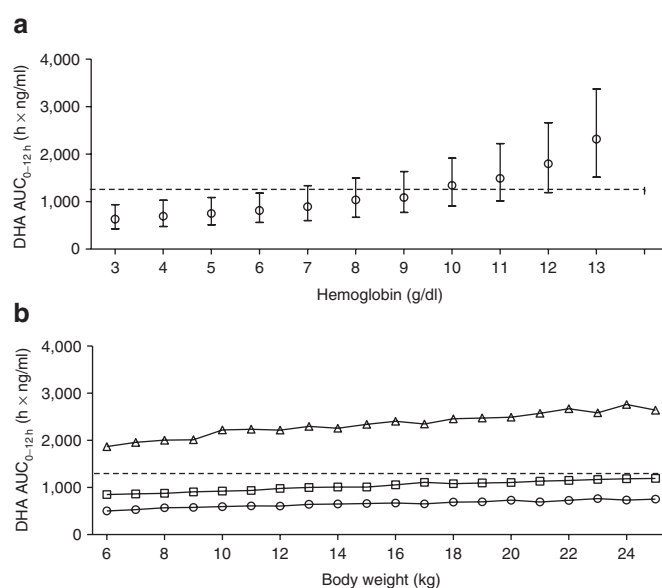 a
DHA AUC0–12 h (h × ng/ml)
4,000
3,000
2,000
1,000
0
3 4 5 6 7 8 9 10 11 12 13
Hemoglobin (g/dl)
b
DHA AUC0–12 h (h × ng/ml)
4,000
3,000
2,000
1,000
0
6 8 10 12 14 16 18 20 22 24
Body weight (kg)